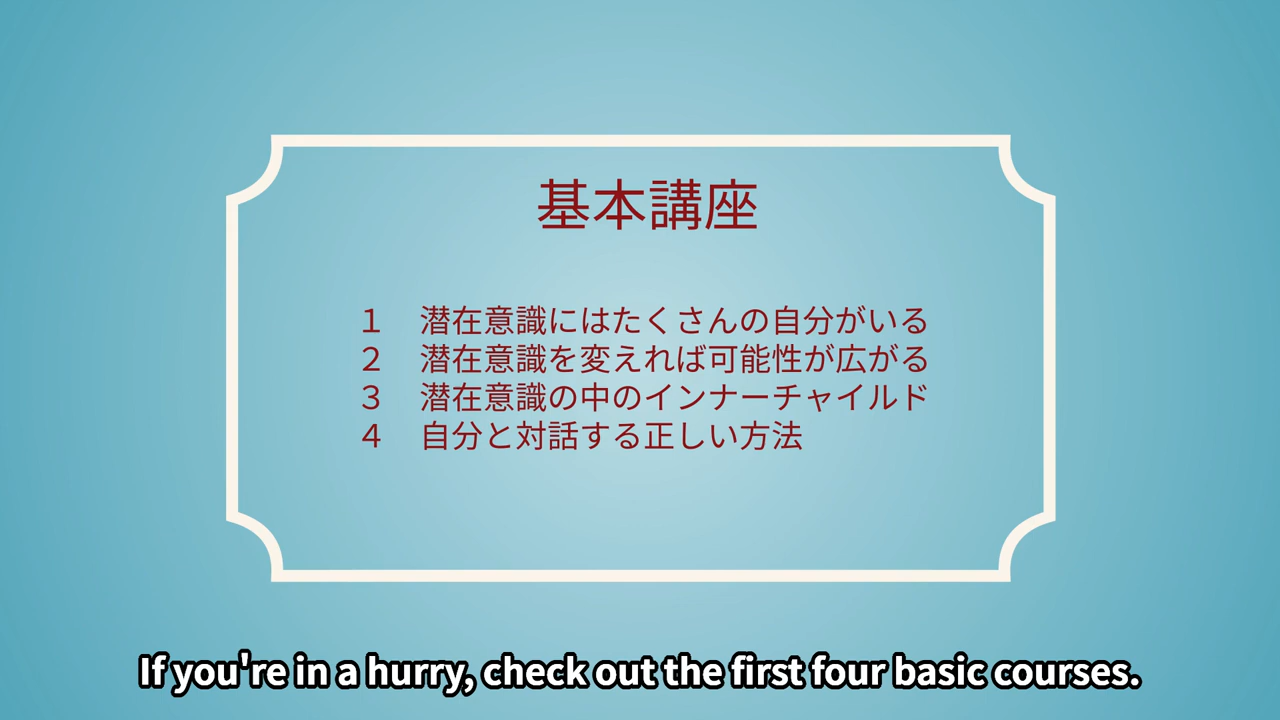 基本講座
１　潜在意識にはたくさんの自分がいる
２　潜在意識を変えれば可能性が広がる
３　潜在意識の中のインナーチャイルド
４　自分と対話する正しい方法
If you're in a hurry, check out the first four basic courses.